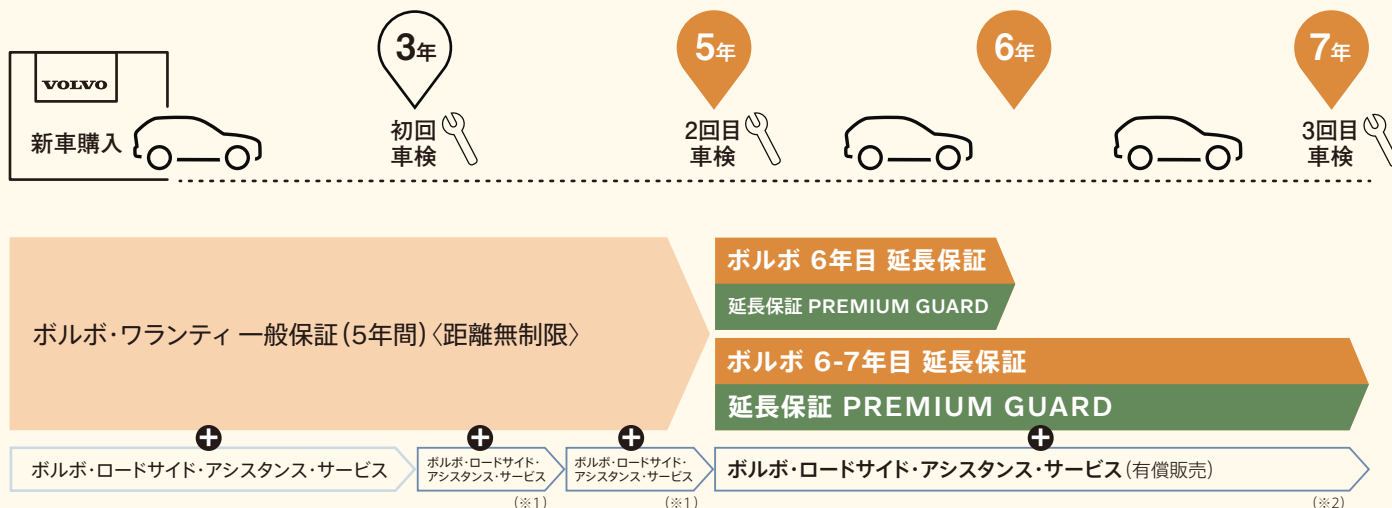 3年
5年
6年
7年
VOLVO
新車購入
初回
車検
2回目
車検
3回目
車検
ボルボ・ワランティ 一般保証(5年間)〈距離無制限〉
ボルボ 6年目 延長保証
延長保証 PREMIUM GUARD
ボルボ 6-7年目 延長保証
延長保証 PREMIUM GUARD
ボルボ・ロードサイド・アシスタンス・サービス
ボルボ・ロードサイド・
アシスタンス・サービス
(※1)
ボルボ・ロードサイド・
アシスタンス・サービス
(※1)
ボルボ・ロードサイド・アシスタンス・サービス(有償販売)
(※2)